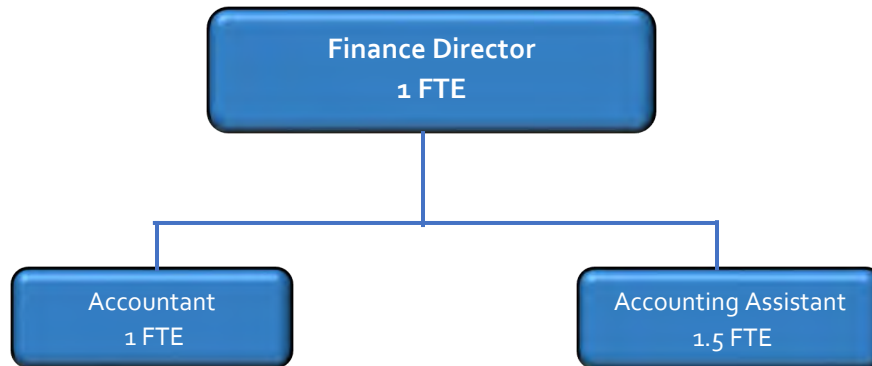 Finance Director
1 FTE
Accountant
1 FTE
Accounting Assistant
1.5 FTE